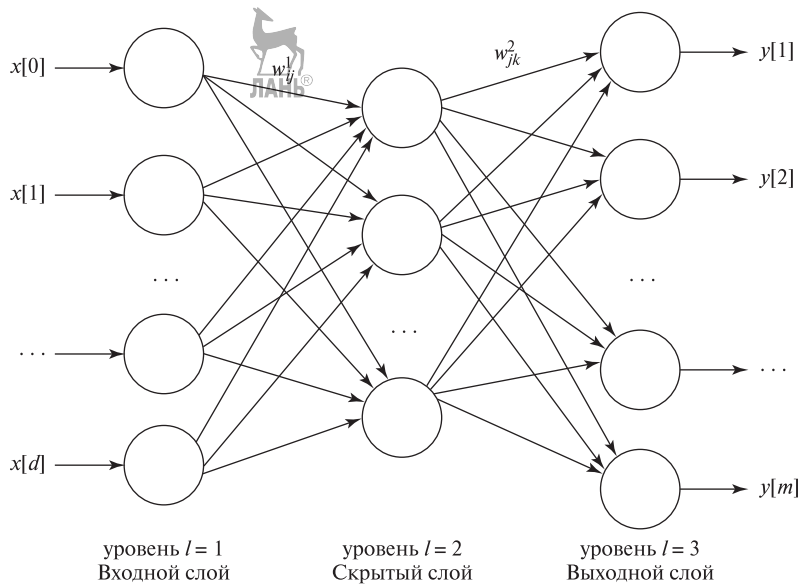 x[0]
x[1]
. . .
. . .
x[d]
w¹ᵢⱼ
ЛАНЬ®
w²ⱼₖ
. . .
y[1]
y[2]
. . .
. . .
y[m]
уровень l = 1
Входной слой
уровень l = 2
Скрытый слой
уровень l = 3
Выходной слой